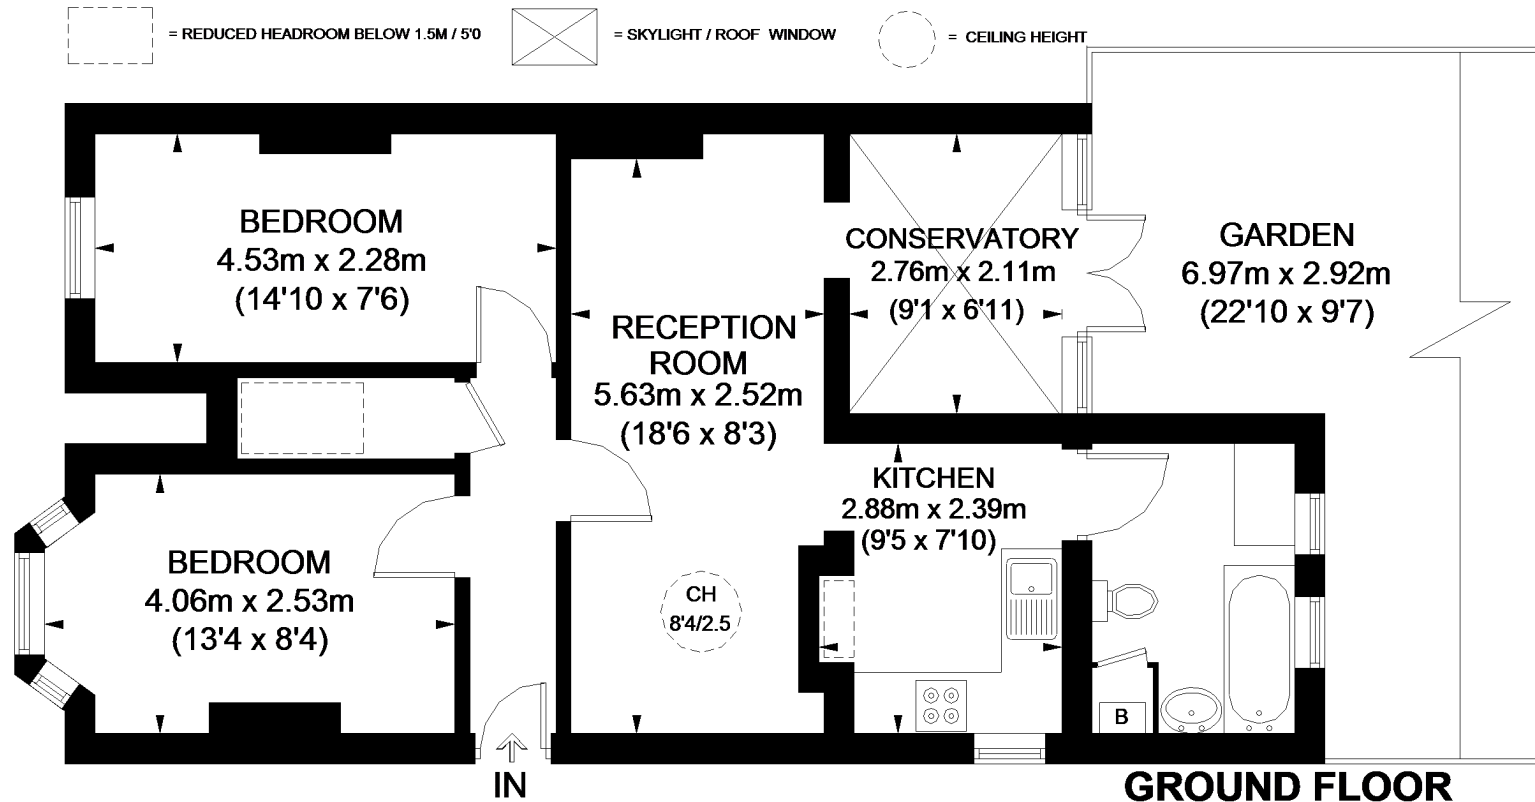 = REDUCED HEADROOM BELOW 1.5M / 5'0
= SKYLIGHT / ROOF WINDOW
= CEILING HEIGHT
BEDROOM
4.53m x 2.28m
(14'10 x 7'6)
CONSERVATORY
2.76m x 2.11m
(9'1 x 6'11)
GARDEN
6.97m x 2.92m
(22'10 x 9'7)
RECEPTION
ROOM
5.63m x 2.52m
(18'6 x 8'3)
KITCHEN
2.88m x 2.39m
(9'5 x 7'10)
BEDROOM
4.06m x 2.53m
(13'4 x 8'4)
CH
8'4/2.5
B
IN
GROUND FLOOR